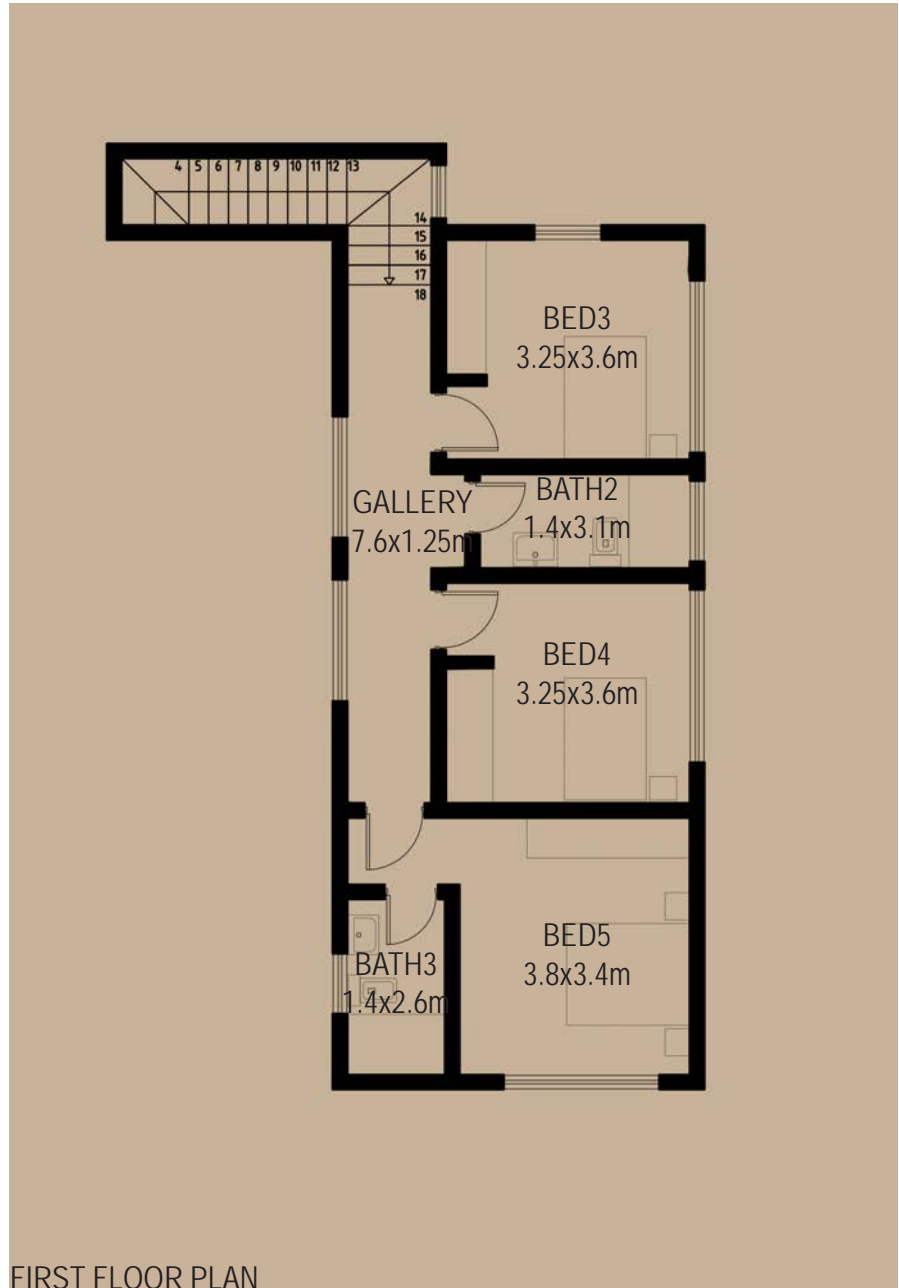 4 5 6 7 8 9 10 11 12 13
14
15
16
17
18
BED3
3.25x3.6m
GALLERY
7.6x1.25m
BATH2
1.4x3.1m
BED4
3.25x3.6m
BED5
3.8x3.4m
BATH3
1.4x2.6m
FIRST FLOOR PLAN